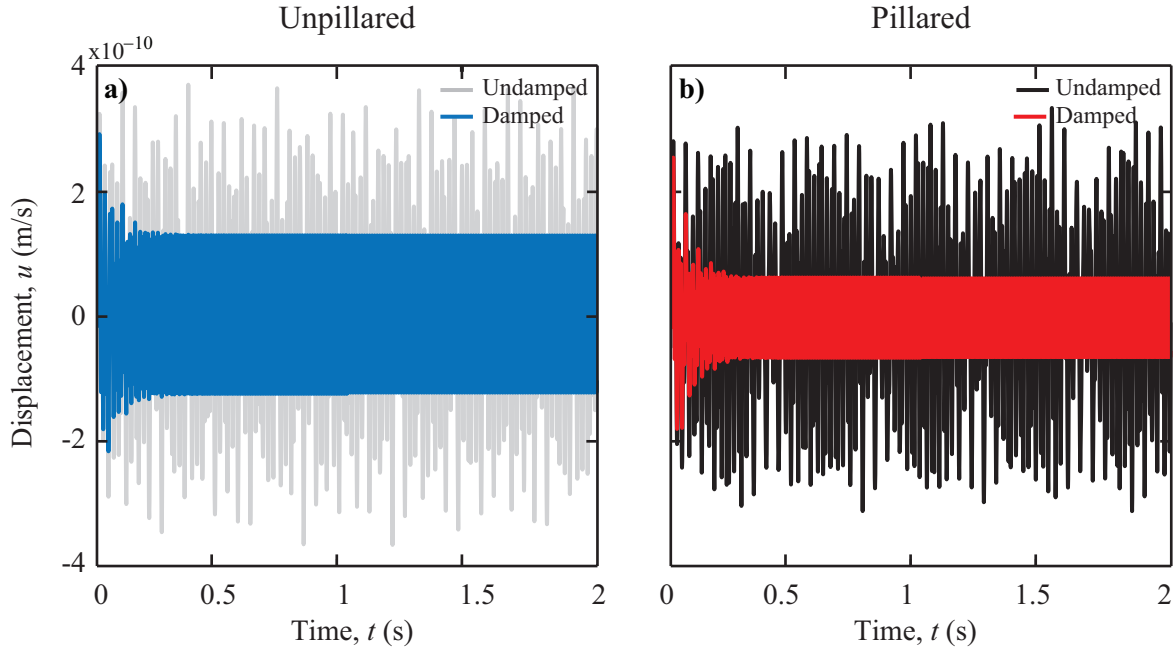 Unpillared
Pillared
x10⁻¹⁰
4
2
0
-2
-4
Displacement, u (m/s)
a)
Undamped
Damped
0
0.5
1
1.5
2
Time, t (s)
b)
Undamped
Damped
0
0.5
1
1.5
2
Time, t (s)